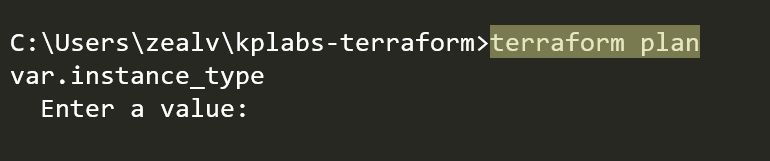 C:\Users\zealv\kplabs-terraform>terraform plan
var.instance_type
  Enter a value: